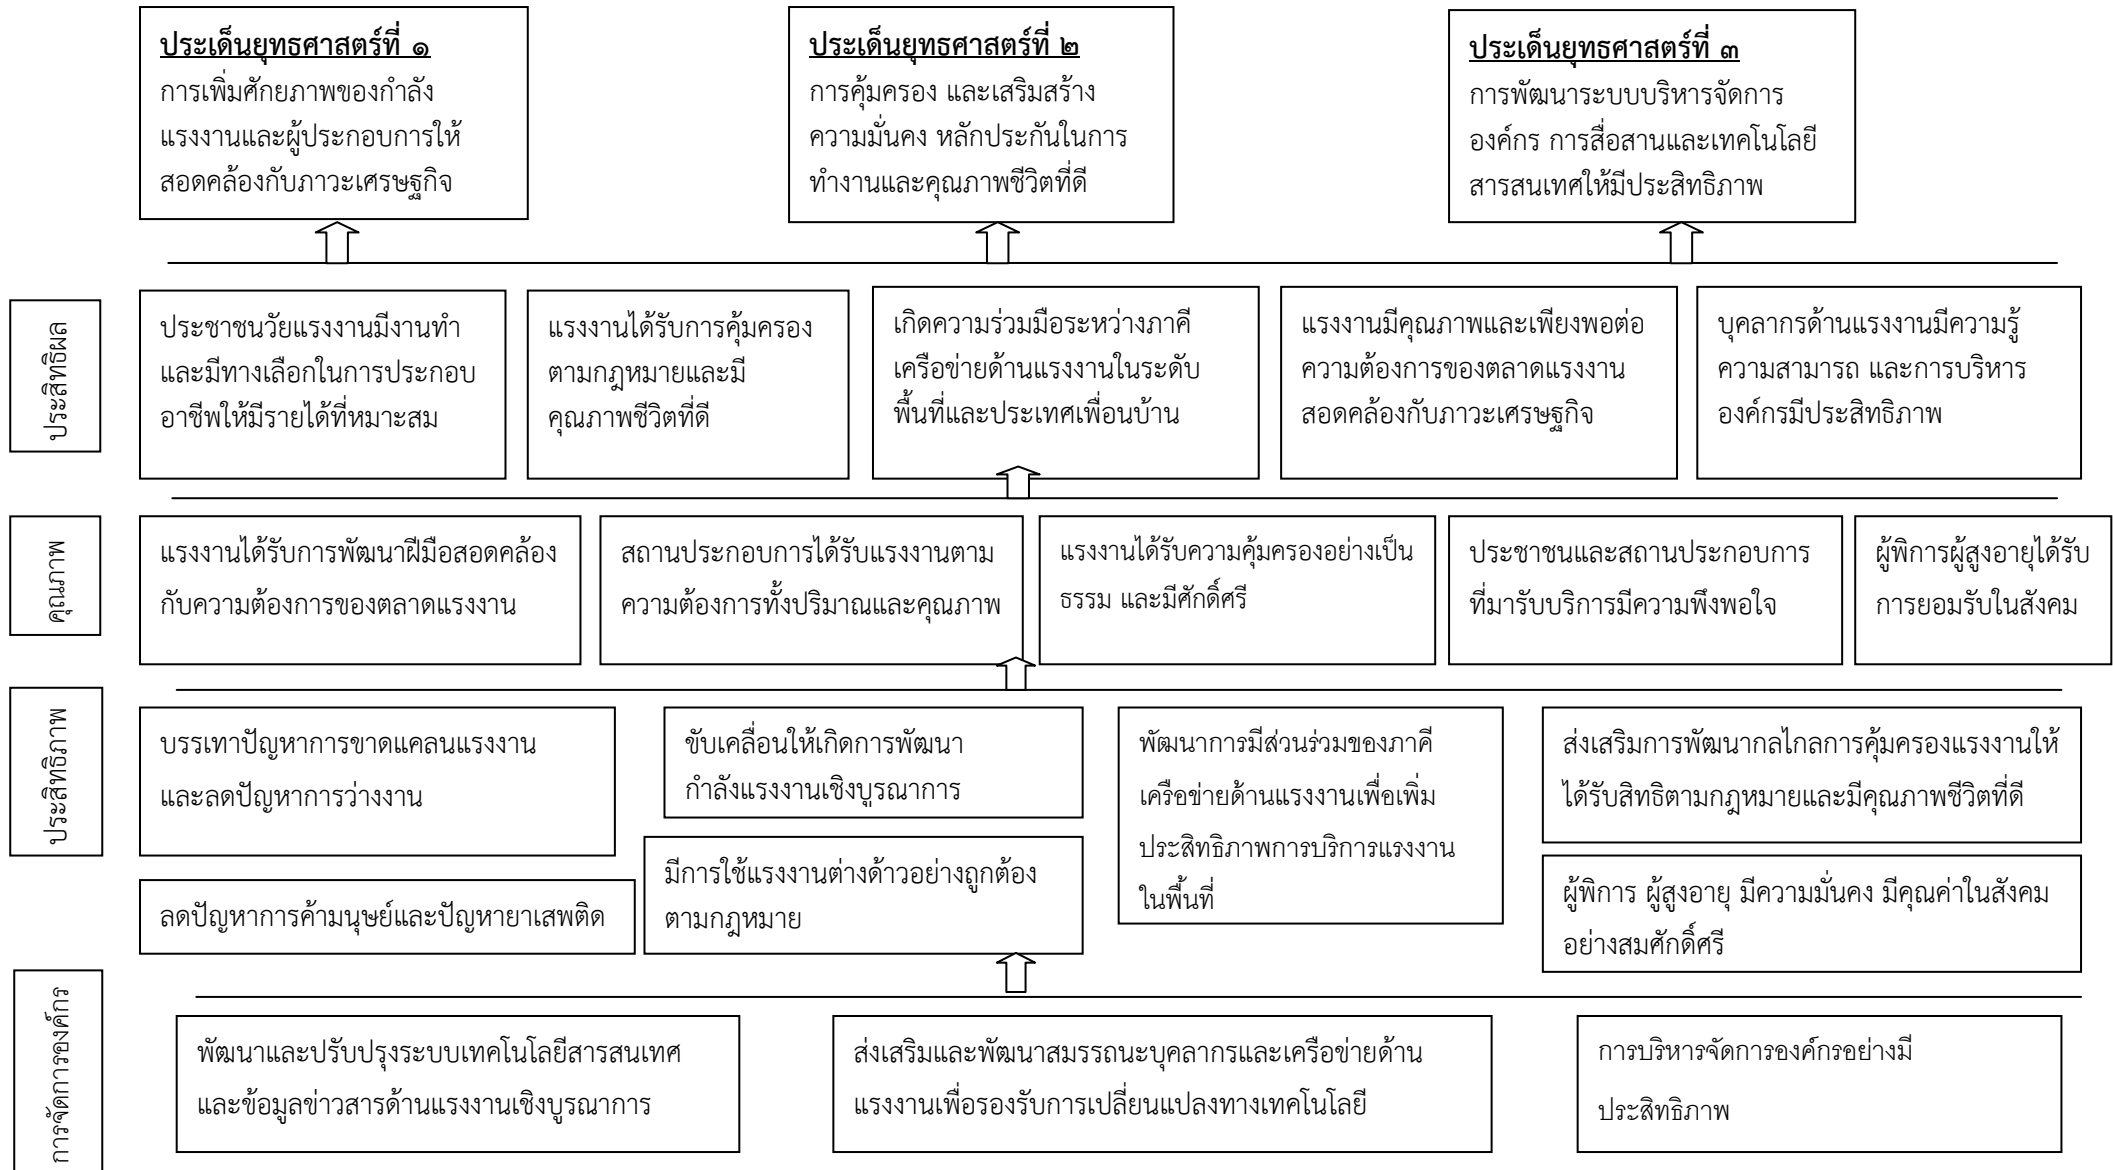 ประเด็นยุทธศาสตร์ที่ ๑
การเพิ่มศักยภาพของกำลัง
แรงงานและผู้ประกอบการให้
สอดคล้องกับภาวะเศรษฐกิจ
ประเด็นยุทธศาสตร์ที่ ๒
การคุ้มครอง และเสริมสร้าง
ความมั่นคง หลักประกันในการ
ทำงานและคุณภาพชีวิตที่ดี
ประเด็นยุทธศาสตร์ที่ ๓
การพัฒนาระบบบริหารจัดการ
องค์กร การสื่อสารและเทคโนโลยี
สารสนเทศให้มีประสิทธิภาพ
ประสิทธิผล
ประชาชนวัยแรงงานมีงานทำ
และมีทางเลือกในการประกอบ
อาชีพให้มีรายได้ที่หมาะสม
แรงงานได้รับการคุ้มครอง
ตามกฎหมายและมี
คุณภาพชีวิตที่ดี
เกิดความร่วมมือระหว่างภาคี
เครือข่ายด้านแรงงานในระดับ
พื้นที่และประเทศเพื่อนบ้าน
แรงงานมีคุณภาพและเพียงพอต่อ
ความต้องการของตลาดแรงงาน
สอดคล้องกับภาวะเศรษฐกิจ
บุคลากรด้านแรงงานมีความรู้
ความสามารถ และการบริหาร
องค์กรมีประสิทธิภาพ
คุณภาพ
แรงงานได้รับการพัฒนาฝีมือสอดคล้อง
กับความต้องการของตลาดแรงงาน
สถานประกอบการได้รับแรงงานตาม
ความต้องการทั้งปริมาณและคุณภาพ
แรงงานได้รับความคุ้มครองอย่างเป็น
ธรรม และมีศักดิ์ศรี
ประชาชนและสถานประกอบการ
ที่มารับบริการมีความพึงพอใจ
ผู้พิการผู้สูงอายุได้รับ
การยอมรับในสังคม
ประสิทธิภาพ
บรรเทาปัญหาการขาดแคลนแรงงาน
และลดปัญหาการว่างงาน
ขับเคลื่อนให้เกิดการพัฒนา
กำลังแรงงานเชิงบูรณาการ
พัฒนาการมีส่วนร่วมของภาคี
เครือข่ายด้านแรงงานเพื่อเพิ่ม
ประสิทธิภาพการบริการแรงงาน
ในพื้นที่
ส่งเสริมการพัฒนากลไกลการคุ้มครองแรงงานให้
ได้รับสิทธิตามกฎหมายและมีคุณภาพชีวิตที่ดี
ลดปัญหาการค้ามนุษย์และปัญหายาเสพติด
มีการใช้แรงงานต่างด้าวอย่างถูกต้อง
ตามกฎหมาย
ผู้พิการ ผู้สูงอายุ มีความมั่นคง มีคุณค่าในสังคม
อย่างสมศักดิ์ศรี
การจัดการองค์กร
พัฒนาและปรับปรุงระบบเทคโนโลยีสารสนเทศ
และข้อมูลข่าวสารด้านแรงงานเชิงบูรณาการ
ส่งเสริมและพัฒนาสมรรถนะบุคลากรและเครือข่ายด้าน
แรงงานเพื่อรองรับการเปลี่ยนแปลงทางเทคโนโลยี
การบริหารจัดการองค์กรอย่างมี
ประสิทธิภาพ